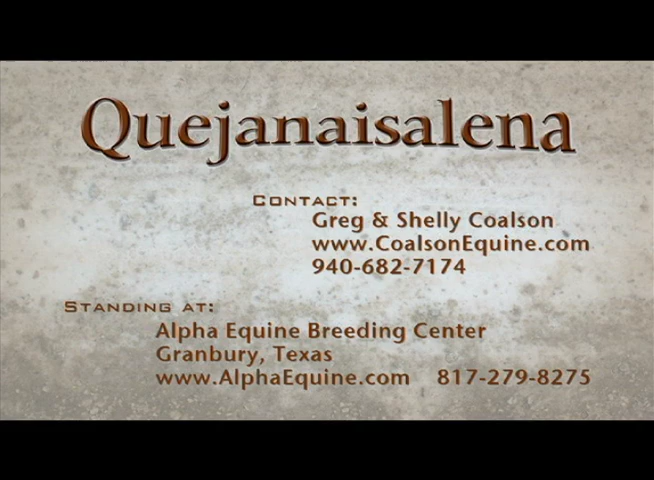 Quejanaisalena
CONTACT:
Greg & Shelly Coalson
www.CoalsonEquine.com
940-682-7174
STANDING AT:
Alpha Equine Breeding Center
Granbury, Texas
www.AlphaEquine.com 817-279-8275